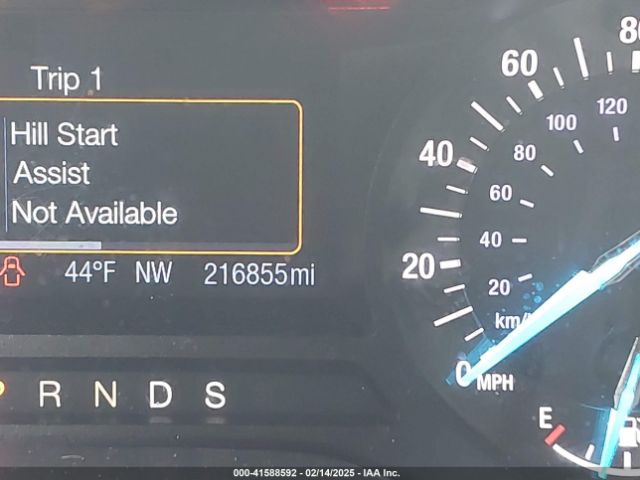 Trip 1
Hill Start
Assist
Not Available
44°F NW 216855mi
P R N D S
80
60
120
100
40
80
60
40
20
20
km/
0 MPH
E
000-41588592 - 02/14/2025 - IAA Inc.